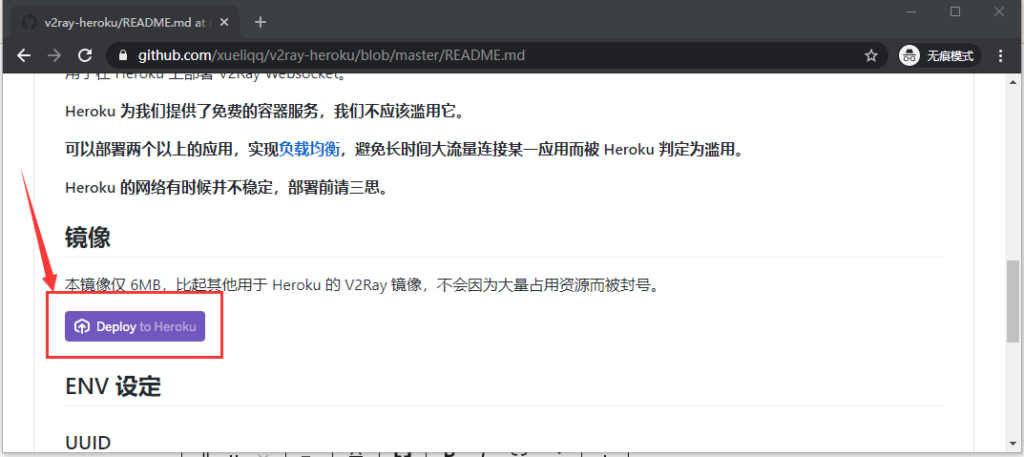 v2ray-heroku/README.md at
github.com/xueliqq/v2ray-heroku/blob/master/README.md
无痕模式
用于在 Heroku 上部署 V2Ray Websocket。
Heroku 为我们提供了免费的容器服务，我们不应该滥用它。
可以部署两个以上的应用，实现负载均衡，避免长时间大流量连接某一应用而被 Heroku 判定为滥用。
Heroku 的网络有时候并不稳定，部署前请三思。
镜像
本镜像仅 6MB，比起其他用于 Heroku 的 V2Ray 镜像，不会因为大量占用资源而被封号。
Deploy to Heroku
ENV 设定
UUID